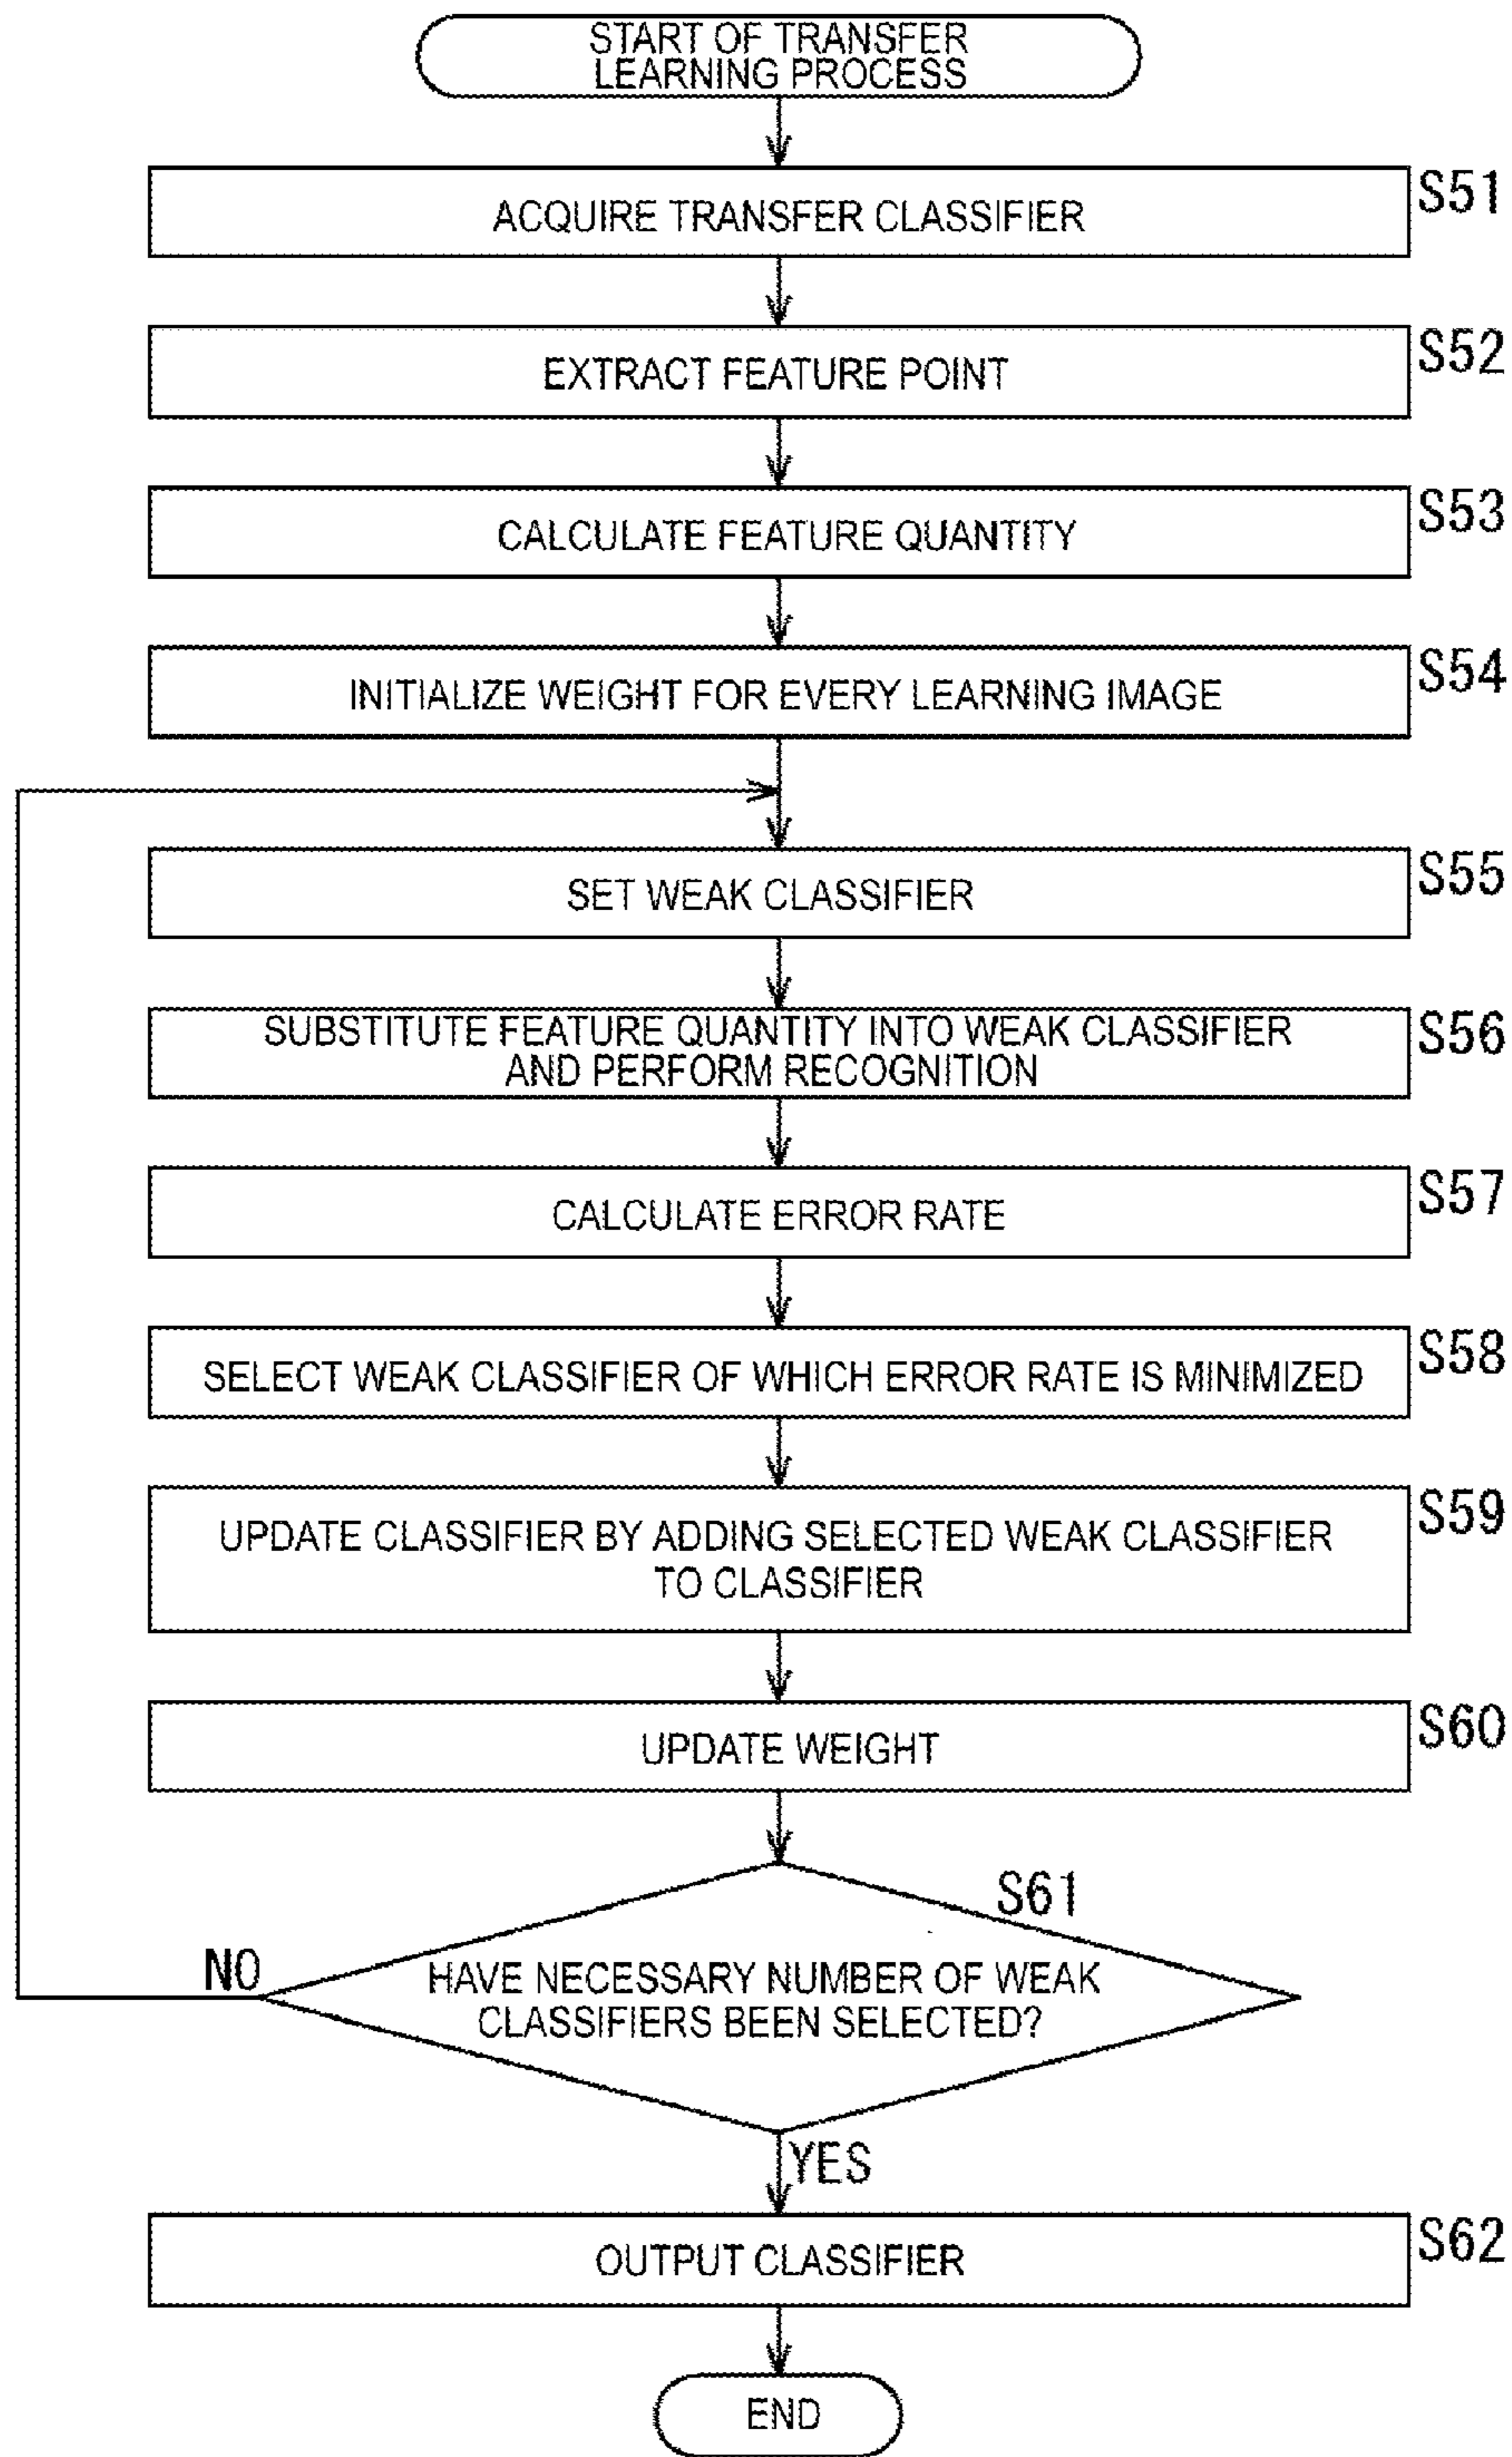 START OF TRANSFER
LEARNING PROCESS
S51
ACQUIRE TRANSFER CLASSIFIER
S52
EXTRACT FEATURE POINT
S53
CALCULATE FEATURE QUANTITY
S54
INITIALIZE WEIGHT FOR EVERY LEARNING IMAGE
S55
SET WEAK CLASSIFIER
S56
SUBSTITUTE FEATURE QUANTITY INTO WEAK CLASSIFIER
AND PERFORM RECOGNITION
S57
CALCULATE ERROR RATE
S58
SELECT WEAK CLASSIFIER OF WHICH ERROR RATE IS MINIMIZED
S59
UPDATE CLASSIFIER BY ADDING SELECTED WEAK CLASSIFIER
TO CLASSIFIER
S60
UPDATE WEIGHT
S61
NO
HAVE NECESSARY NUMBER OF WEAK
CLASSIFIERS BEEN SELECTED?
YES
S62
OUTPUT CLASSIFIER
END